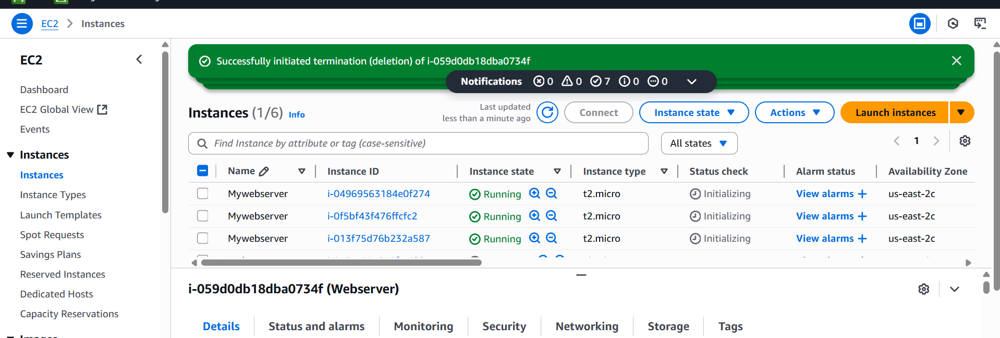 EC2
Instances
EC2
Dashboard
EC2 Global View
Events
Instances
Instances
Instance Types
Launch Templates
Spot Requests
Savings Plans
Reserved Instances
Dedicated Hosts
Capacity Reservations
Images
Successfully initiated termination (deletion) of i-059d0db18dba0734f
Notifications 0 0 7 0 0
Instances (1/6) Info
Last updated
less than a minute ago
Connect
Instance state
Actions
Launch instances
Find Instance by attribute or tag (case-sensitive)
All states
1
Name Instance ID Instance state Instance type Status check Alarm status Availability Zone
Mywebserver i-04969563184e0f274 Running t2.micro Initializing View alarms + us-east-2c
Mywebserver i-0f5bf43f476ffcfc2 Running t2.micro Initializing View alarms + us-east-2c
Mywebserver i-013f75d76b232a587 Running t2.micro Initializing View alarms + us-east-2c
i-059d0db18dba0734f (Webserver)
Details
Status and alarms
Monitoring
Security
Networking
Storage
Tags